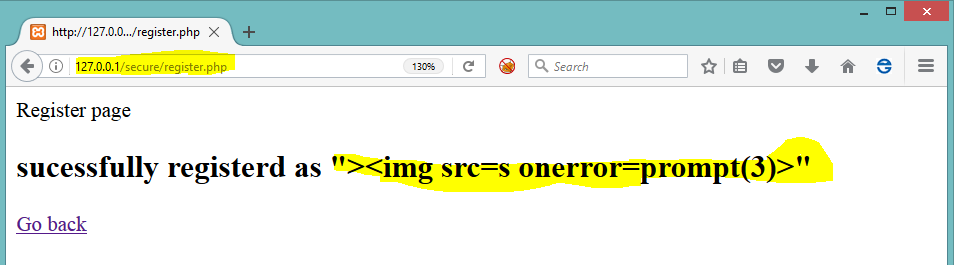 http://127.0.0.../register.php
127.0.0.1/secure/register.php 130% Search
Register page
sucessfully registerd as "><img src=s onerror=prompt(3)>"
Go back